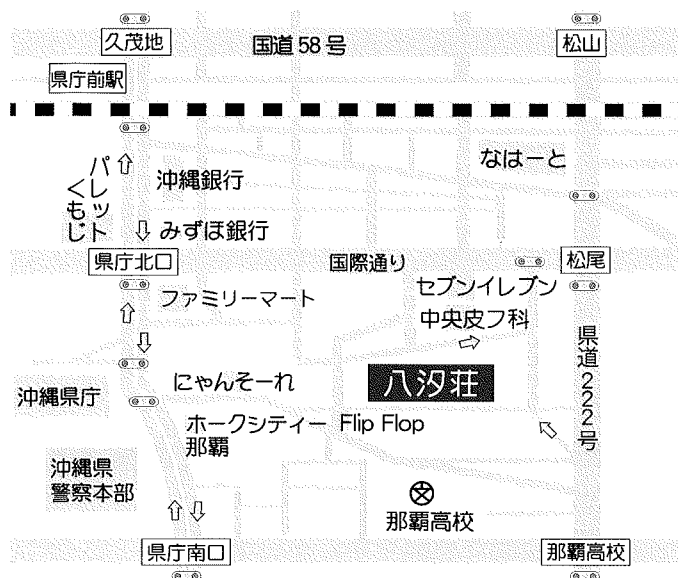 久茂地
国道58号
松山
県庁前駅
なはーと
パレット
くもじ
沖縄銀行
みずほ銀行
県庁北口
国際通り
松尾
セブンイレブン
ファミリーマート
中央皮フ科
県道222号
にゃんそーれ
八汐荘
沖縄県庁
ホークシティー Flip Flop
那覇
沖縄県
警察本部
那覇高校
県庁南口
那覇高校